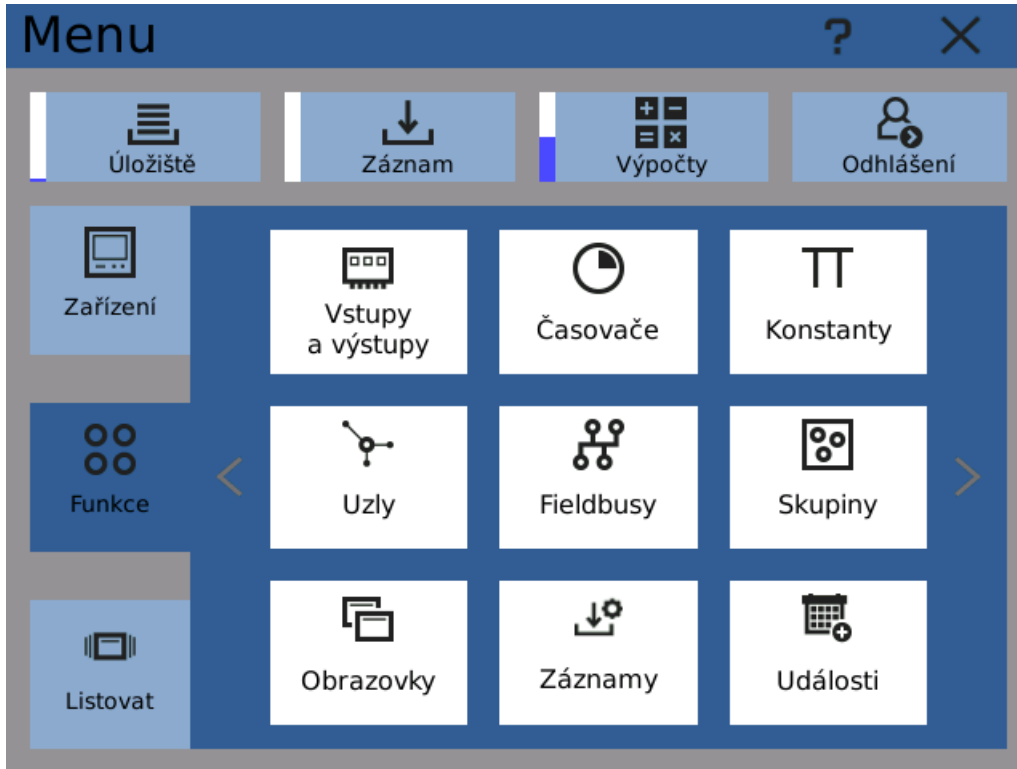 Menu
?
Úložiště
Záznam
Výpočty
Odhlášení
Zařízení
Vstupy
a výstupy
Časovače
Konstanty
Funkce
Uzly
Fieldbusy
Skupiny
Listovat
Obrazovky
Záznamy
Události